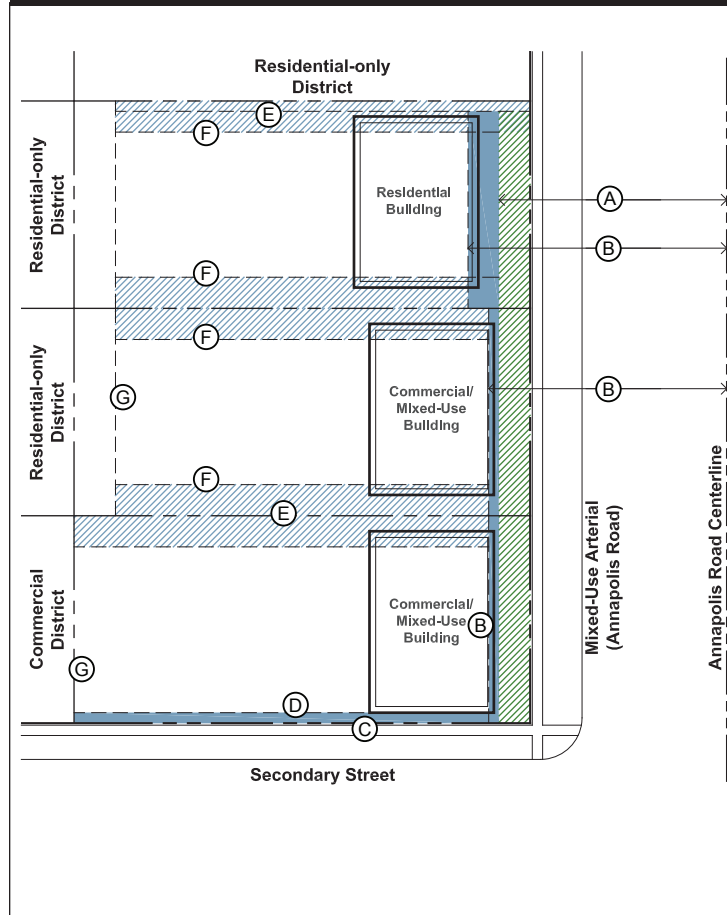 Residential-only
District
E
F
Residential-only
District
Residential
Building
A
B
F
F
Residential-only
District
G
Commercial/
Mixed-Use
Building
B
F
E
Commercial
District
Commercial/
Mixed-Use
Building
B
G
D
C
Mixed-Use Arterial
(Annapolis Road)
Annapolis Road Centerline
Secondary Street